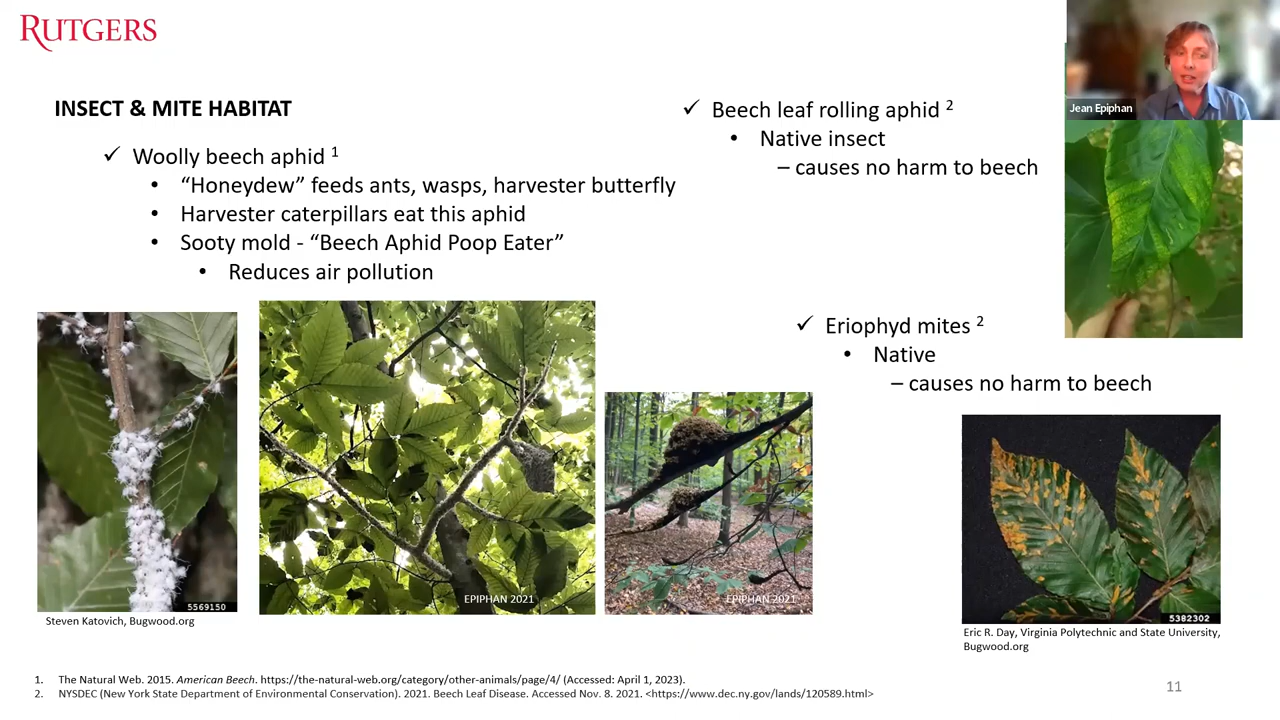 RUTGERS
Jean Epiphan
INSECT & MITE HABITAT
✓ Woolly beech aphid 1
• “Honeydew” feeds ants, wasps, harvester butterfly
• Harvester caterpillars eat this aphid
• Sooty mold - “Beech Aphid Poop Eater”
• Reduces air pollution
✓ Beech leaf rolling aphid 2
• Native insect
– causes no harm to beech
✓ Eriophyd mites 2
• Native
– causes no harm to beech
5569150
Steven Katovich, Bugwood.org
EPIPHAN 2021
EPIPHAN 2021
5382302
Eric R. Day, Virginia Polytechnic and State University,
Bugwood.org
1. The Natural Web. 2015. American Beech. https://the-natural-web.org/category/other-animals/page/4/ (Accessed: April 1, 2023).
2. NYSDEC (New York State Department of Environmental Conservation). 2021. Beech Leaf Disease. Accessed Nov. 8. 2021. <https://www.dec.ny.gov/lands/120589.html>
11